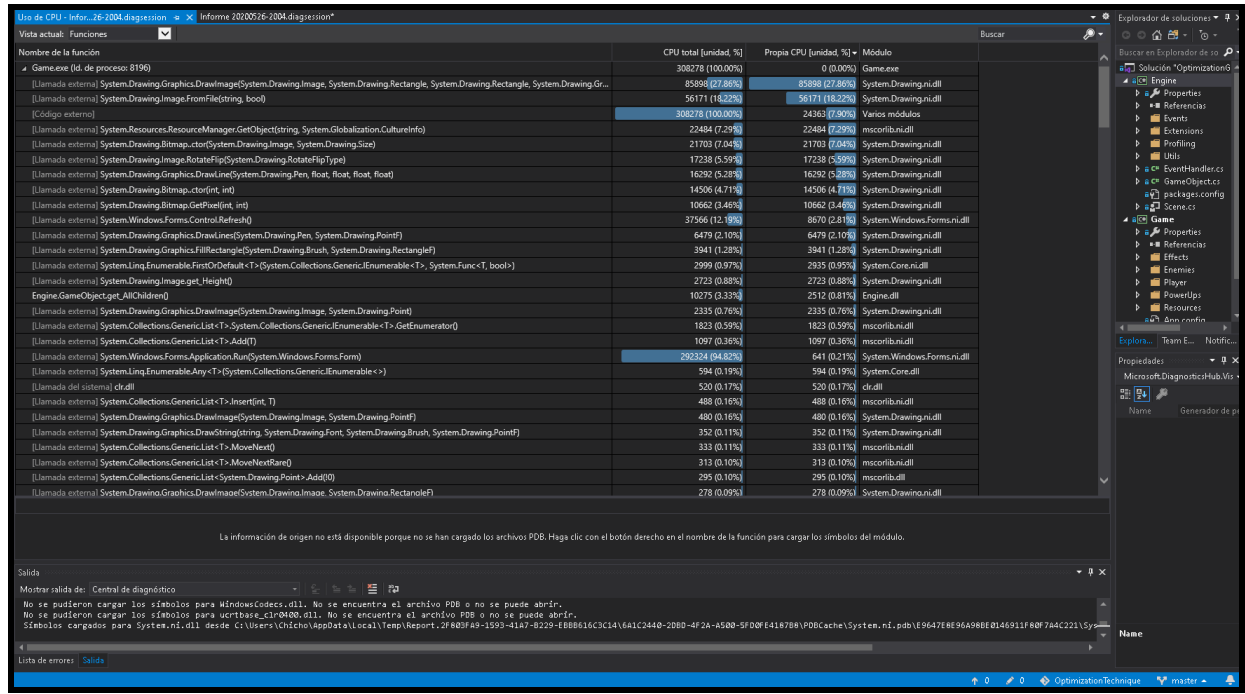 Uso de CPU - Infor...26-2004.diagsession Informe 20200526-2004.diagsession*
Vista actual: Funciones Buscar
Nombre de la función CPU total [unidad, %] Propia CPU [unidad, %] Módulo
Game.exe (Id. de proceso: 8196) 308278 (100.00%) 0 (0.00%) Game.exe
[Llamada externa] System.Drawing.Graphics.DrawImage(System.Drawing.Image, System.Drawing.Rectangle, System.Drawing.Rectangle, System.Drawing.Gr... 85898 (27.86%) 85898 (27.86%) System.Drawing.ni.dll
[Llamada externa] System.Drawing.Image.FromFile(string, bool) 56171 (18.22%) 56171 (18.22%) System.Drawing.ni.dll
[Código externo] 308278 (100.00%) 24363 (7.90%) Varios módulos
[Llamada externa] System.Resources.ResourceManager.GetObject(string, System.Globalization.CultureInfo) 22484 (7.29%) 22484 (7.29%) mscorlib.ni.dll
[Llamada externa] System.Drawing.Bitmap..ctor(System.Drawing.Image, System.Drawing.Size) 21703 (7.04%) 21703 (7.04%) System.Drawing.ni.dll
[Llamada externa] System.Drawing.Image.RotateFlip(System.Drawing.RotateFlipType) 17238 (5.59%) 17238 (5.59%) System.Drawing.ni.dll
[Llamada externa] System.Drawing.Graphics.DrawLine(System.Drawing.Pen, float, float, float, float) 16292 (5.28%) 16292 (5.28%) System.Drawing.ni.dll
[Llamada externa] System.Drawing.Bitmap..ctor(int, int) 14506 (4.71%) 14506 (4.71%) System.Drawing.ni.dll
[Llamada externa] System.Drawing.Bitmap.GetPixel(int, int) 10662 (3.46%) 10662 (3.46%) System.Drawing.ni.dll
[Llamada externa] System.Windows.Forms.Control.Refresh() 37566 (12.19%) 8670 (2.81%) System.Windows.Forms.ni.dll
[Llamada externa] System.Drawing.Graphics.DrawLines(System.Drawing.Pen, System.Drawing.PointF) 6479 (2.10%) 6479 (2.10%) System.Drawing.ni.dll
[Llamada externa] System.Drawing.Graphics.FillRectangle(System.Drawing.Brush, System.Drawing.RectangleF) 3941 (1.28%) 3941 (1.28%) System.Drawing.ni.dll
[Llamada externa] System.Linq.Enumerable.FirstOrDefault<T>(System.Collections.Generic.IEnumerable<T>, System.Func<T, bool>) 2999 (0.97%) 2935 (0.95%) System.Core.ni.dll
[Llamada externa] System.Drawing.Image.get_Height() 2723 (0.88%) 2723 (0.88%) System.Drawing.ni.dll
Engine.GameObject.get_AllChildren() 10275 (3.33%) 2512 (0.81%) Engine.dll
[Llamada externa] System.Drawing.Graphics.DrawImage(System.Drawing.Image, System.Drawing.Point) 2335 (0.76%) 2335 (0.76%) System.Drawing.ni.dll
[Llamada externa] System.Collections.Generic.List<T>.System.Collections.Generic.IEnumerable<T>.GetEnumerator() 1823 (0.59%) 1823 (0.59%) mscorlib.ni.dll
[Llamada externa] System.Collections.Generic.List<T>.Add(T) 1097 (0.36%) 1097 (0.36%) mscorlib.ni.dll
[Llamada externa] System.Windows.Forms.Application.Run(System.Windows.Forms.Form) 292324 (94.82%) 641 (0.21%) System.Windows.Forms.ni.dll
[Llamada externa] System.Linq.Enumerable.Any<T>(System.Collections.Generic.IEnumerable<>) 594 (0.19%) 594 (0.19%) System.Core.dll
[Llamada del sistema] clr.dll 520 (0.17%) 520 (0.17%) clr.dll
[Llamada externa] System.Collections.Generic.List<T>.Insert(int, T) 488 (0.16%) 488 (0.16%) mscorlib.ni.dll
[Llamada externa] System.Drawing.Graphics.DrawImage(System.Drawing.Image, System.Drawing.PointF) 480 (0.16%) 480 (0.16%) System.Drawing.ni.dll
[Llamada externa] System.Drawing.Graphics.DrawString(string, System.Drawing.Font, System.Drawing.Brush, System.Drawing.PointF) 352 (0.11%) 352 (0.11%) System.Drawing.ni.dll
[Llamada externa] System.Collections.Generic.List<T>.MoveNext() 333 (0.11%) 333 (0.11%) mscorlib.ni.dll
[Llamada externa] System.Collections.Generic.List<T>.MoveNextRare() 313 (0.10%) 313 (0.10%) mscorlib.ni.dll
[Llamada externa] System.Collections.Generic.List<System.Drawing.Point>.Add(!0) 295 (0.10%) 295 (0.10%) mscorlib.dll
[Llamada externa] System.Drawing.Graphics.DrawImage(System.Drawing.Image, System.Drawing.RectangleF) 278 (0.09%) 278 (0.09%) System.Drawing.ni.dll
La información de origen no está disponible porque no se han cargado los archivos PDB. Haga clic con el botón derecho en el nombre de la función para cargar los símbolos del módulo.
Salida
Mostrar salida de: Central de diagnóstico
No se pudieron cargar los símbolos para WindowsCodecs.dll. No se encuentra el archivo PDB o no se puede abrir.
No se pudieron cargar los símbolos para ucrtbase_clr0400.dll. No se encuentra el archivo PDB o no se puede abrir.
Símbolos cargados para System.ni.dll desde
Lista de errores Salida
Explorador de soluciones
Buscar en Explorador de so
Solución "OptimizationG
Engine
Properties
Referencias
Events
Extensions
Profiling
Utils
EventHandler.cs
GameObject.cs
packages.config
Scene.cs
Game
Properties
Referencias
Effects
Enemies
Player
PowerUps
Resources
App.config
Explora... Team E... Notific...
Propiedades
Microsoft.DiagnosticsHub.Vis
Name Generador de pe
Name
0 0 OptimizationTechnique master